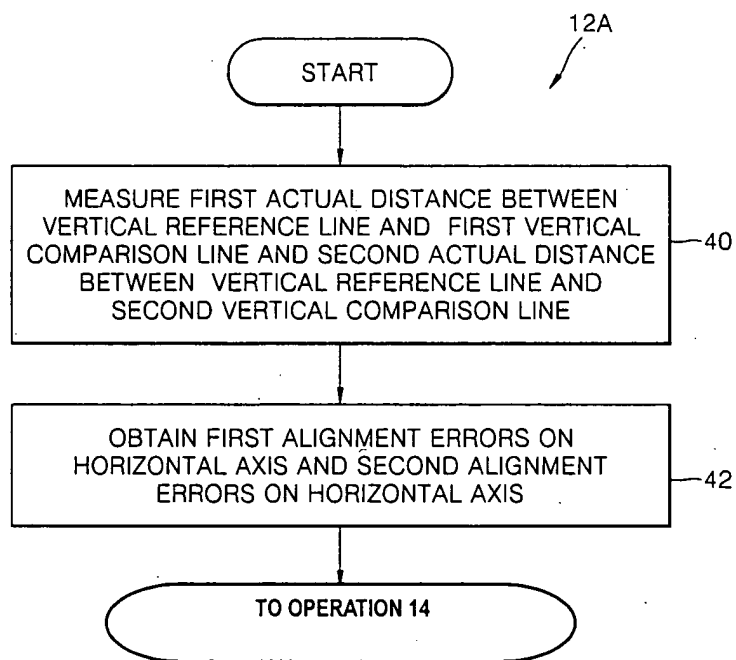 12A
START
MEASURE FIRST ACTUAL DISTANCE BETWEEN
VERTICAL REFERENCE LINE AND FIRST VERTICAL
COMPARISON LINE AND SECOND ACTUAL DISTANCE
BETWEEN VERTICAL REFERENCE LINE AND
SECOND VERTICAL COMPARISON LINE
40
OBTAIN FIRST ALIGNMENT ERRORS ON
HORIZONTAL AXIS AND SECOND ALIGNMENT
ERRORS ON HORIZONTAL AXIS
42
TO OPERATION 14